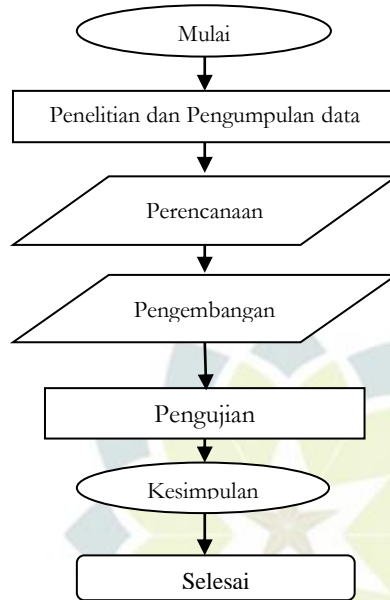 Mulai
Penelitian dan Pengumpulan data
Perencanaan
Pengembangan
Pengujian
Kesimpulan
Selesai